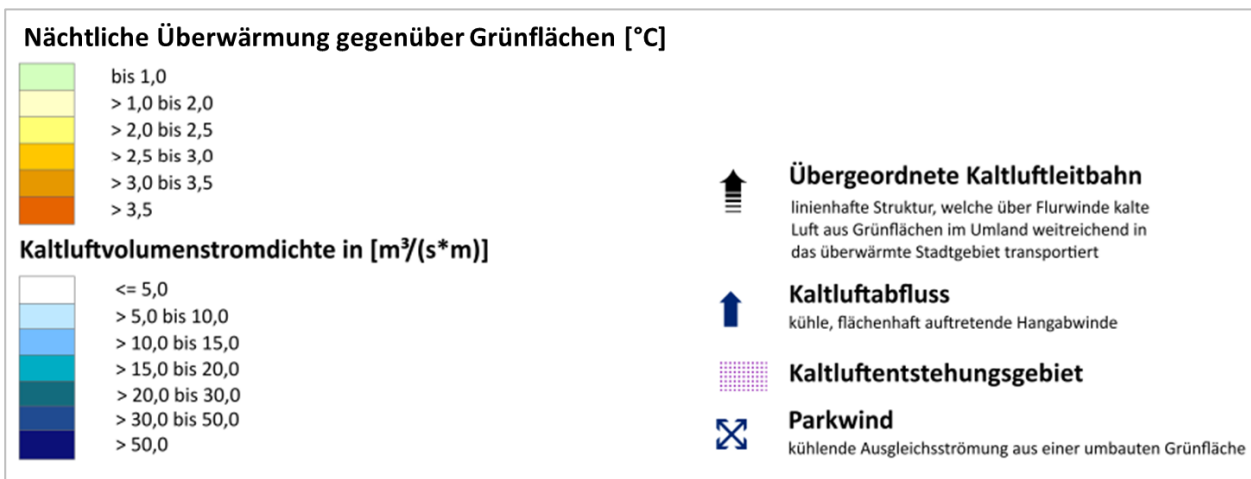 Nächtliche Überwärmung gegenüber Grünflächen [°C]
bis 1,0
> 1,0 bis 2,0
> 2,0 bis 2,5
> 2,5 bis 3,0
> 3,0 bis 3,5
> 3,5
Kaltluftvolumenstromdichte in [m³/(s*m)]
<= 5,0
> 5,0 bis 10,0
> 10,0 bis 15,0
> 15,0 bis 20,0
> 20,0 bis 30,0
> 30,0 bis 50,0
> 50,0
Übergeordnete Kaltluftleitbahn
linienhafte Struktur, welche über Flurwinde kalte
Luft aus Grünflächen im Umland weitreichend in
das überwärmte Stadtgebiet transportiert
Kaltluftabfluss
kühle, flächenhaft auftretende Hangabwinde
Kaltluftentstehungsgebiet
Parkwind
kühlende Ausgleichsströmung aus einer umbauten Grünfläche